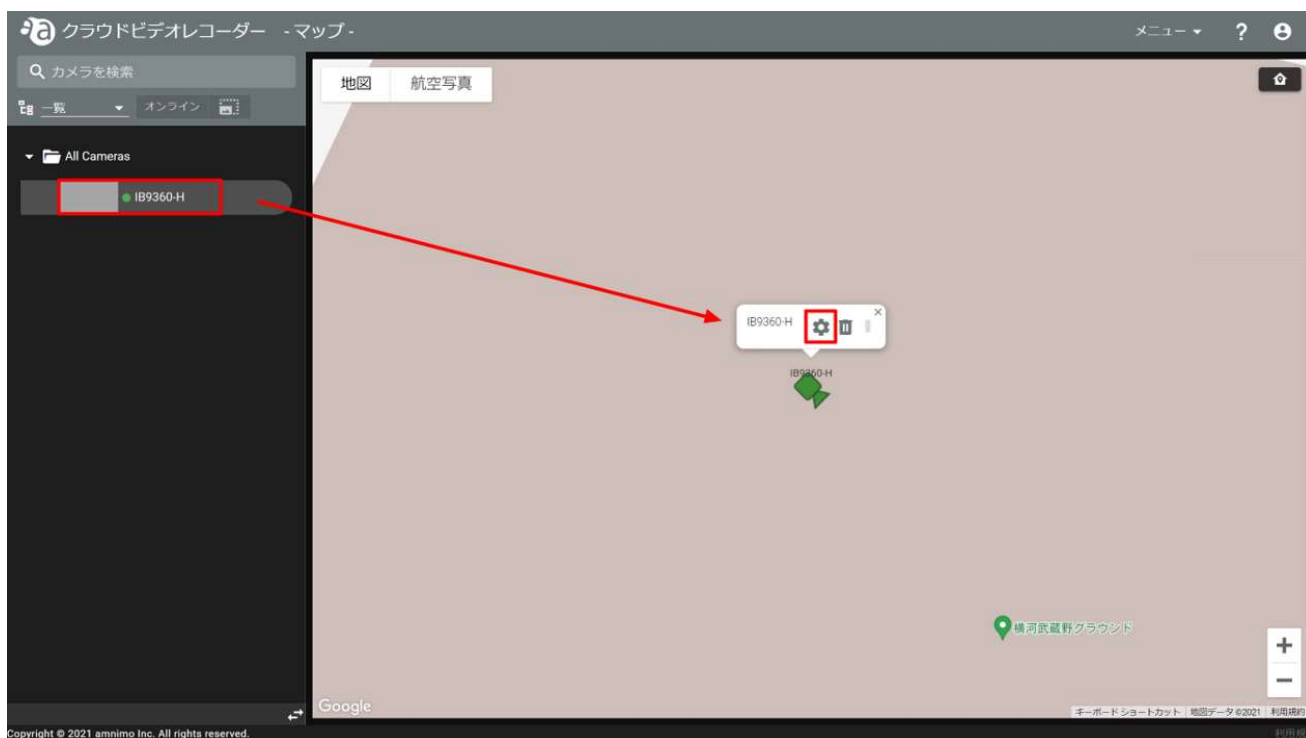 a クラウドビデオレコーダー - マップ -
メニュー ?
カメラを検索
一覧 オンライン
地図 航空写真
All Cameras
IB9360-H
IB9360-H ×
IB9360-H
横河武蔵野グラウンド
+
−
Google
キーボード ショートカット 地図データ ©2021 利用規約
Copyright © 2021 amnimo Inc. All rights reserved.